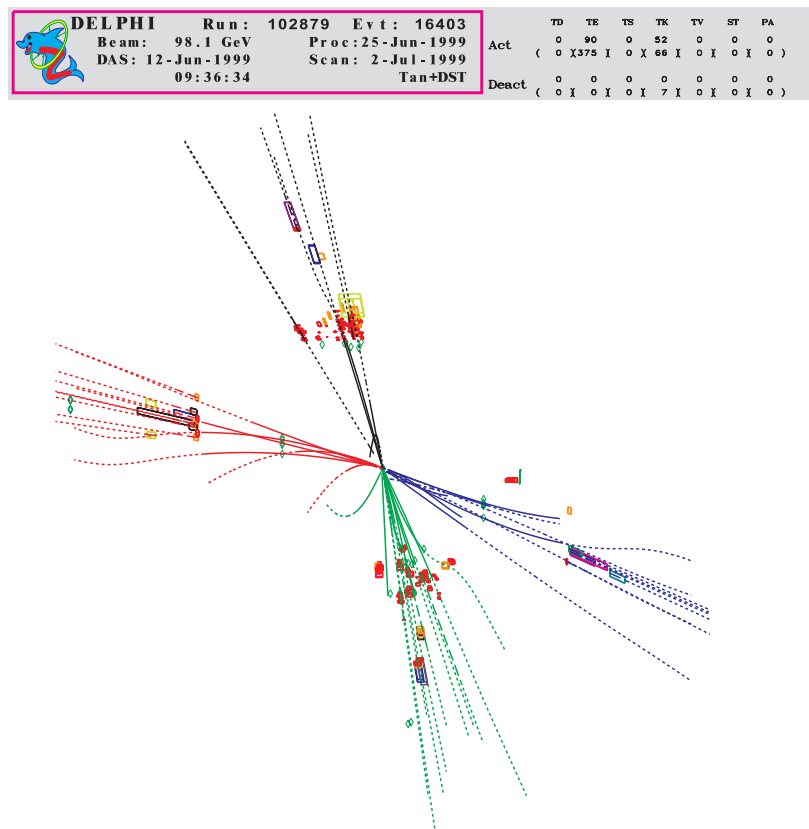 DELPHI Run: 102879 Evt: 16403
Beam: 98.1 GeV Proc:25-Jun-1999
DAS: 12-Jun-1999 Scan: 2-Jul-1999
09:36:34 Tan+DST
TD TE TS TK TV ST PA
Act 0 90 0 52 0 0 0
( 0 )(375 )( 0 )( 66 )( 0 )( 0 )( 0 )
Deact 0 0 0 0 0 0 0
( 0 )( 0 )( 0 )( 7 )( 0 )( 0 )( 0 )